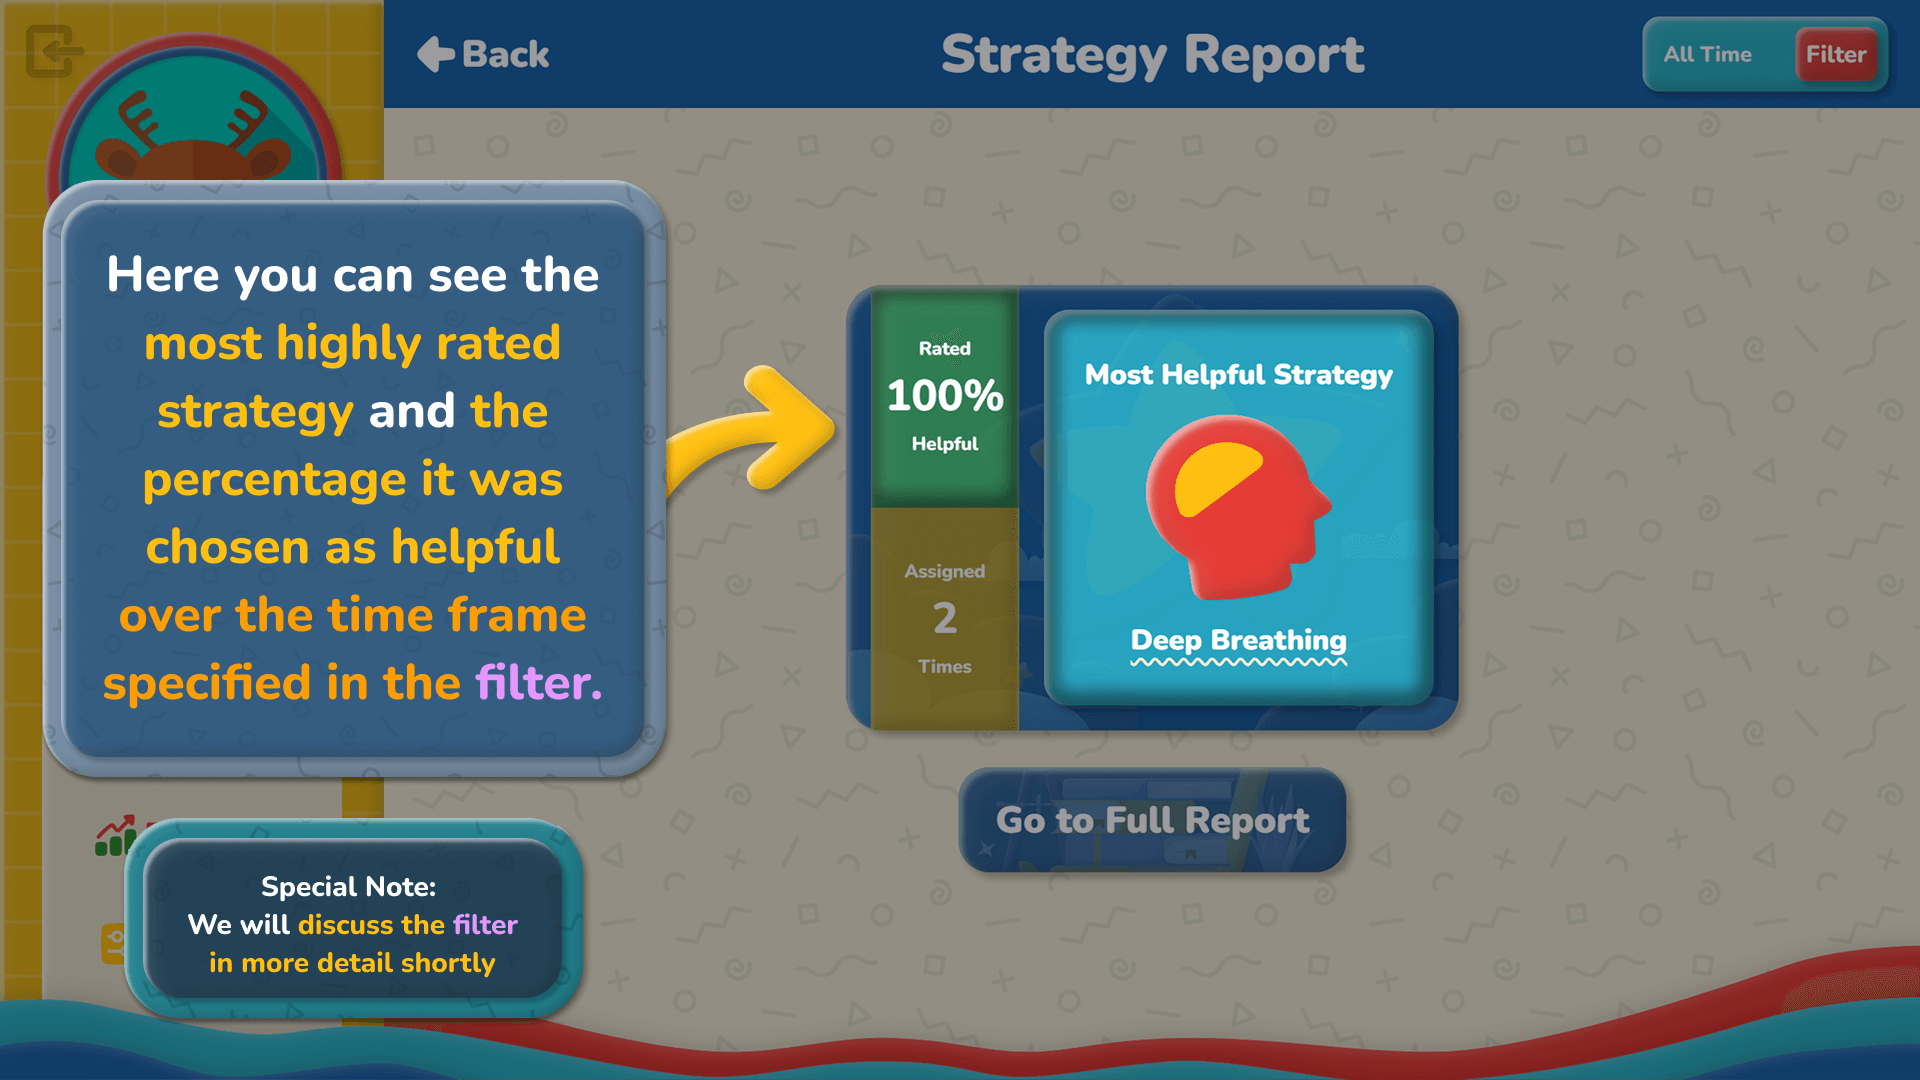 Back
Strategy Report
All Time
Filter
Here you can see the
most highly rated
strategy and the
percentage it was
chosen as helpful
over the time frame
specified in the filter.
Rated
100%
Helpful
Assigned
2
Times
Most Helpful Strategy
Deep Breathing
Go to Full Report
Special Note:
We will discuss the filter
in more detail shortly